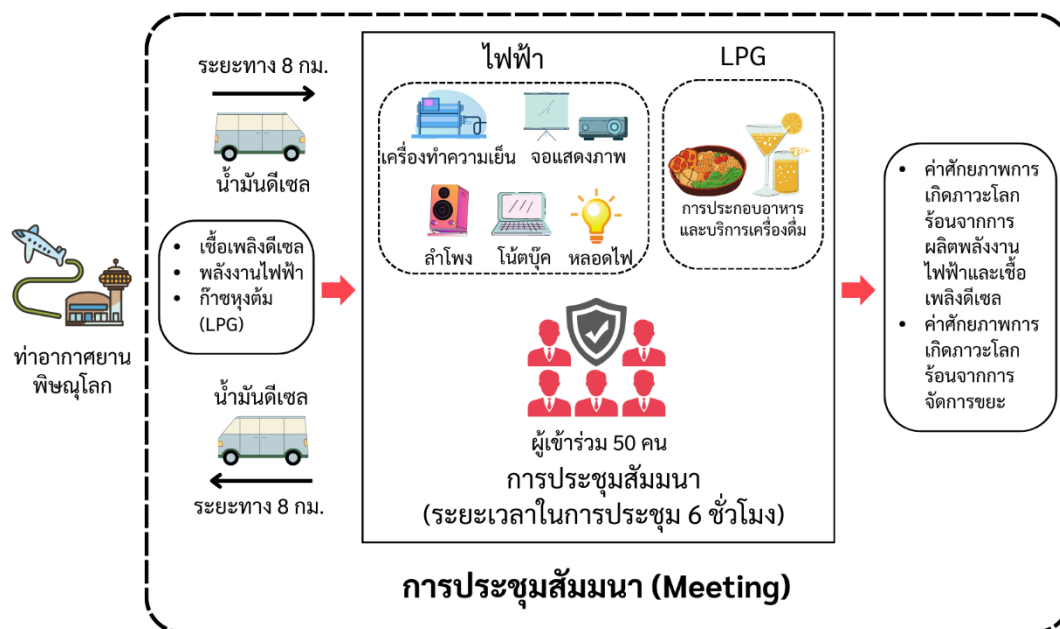 ระยะทาง 8 กม.
น้ำมันดีเซล
ท่าอากาศยาน
พิษณุโลก
• เชื้อเพลิงดีเซล
• พลังงานไฟฟ้า
• ก๊าซหุงต้ม
(LPG)
น้ำมันดีเซล
ระยะทาง 8 กม.
ไฟฟ้า
เครื่องทำความเย็น
จอแสดงภาพ
ลำโพง
โน้ตบุ๊ค
หลอดไฟ
LPG
การประกอบอาหาร
และบริการเครื่องดื่ม
ผู้เข้าร่วม 50 คน
การประชุมสัมมนา
(ระยะเวลาในการประชุม 6 ชั่วโมง)
• ค่าศักยภาพการ
เกิดภาวะโลก
ร้อนจากการ
ผลิตพลังงาน
ไฟฟ้าและเชื้อ
เพลิงดีเซล
• ค่าศักยภาพการ
เกิดภาวะโลก
ร้อนจากการ
จัดการขยะ
การประชุมสัมมนา (Meeting)